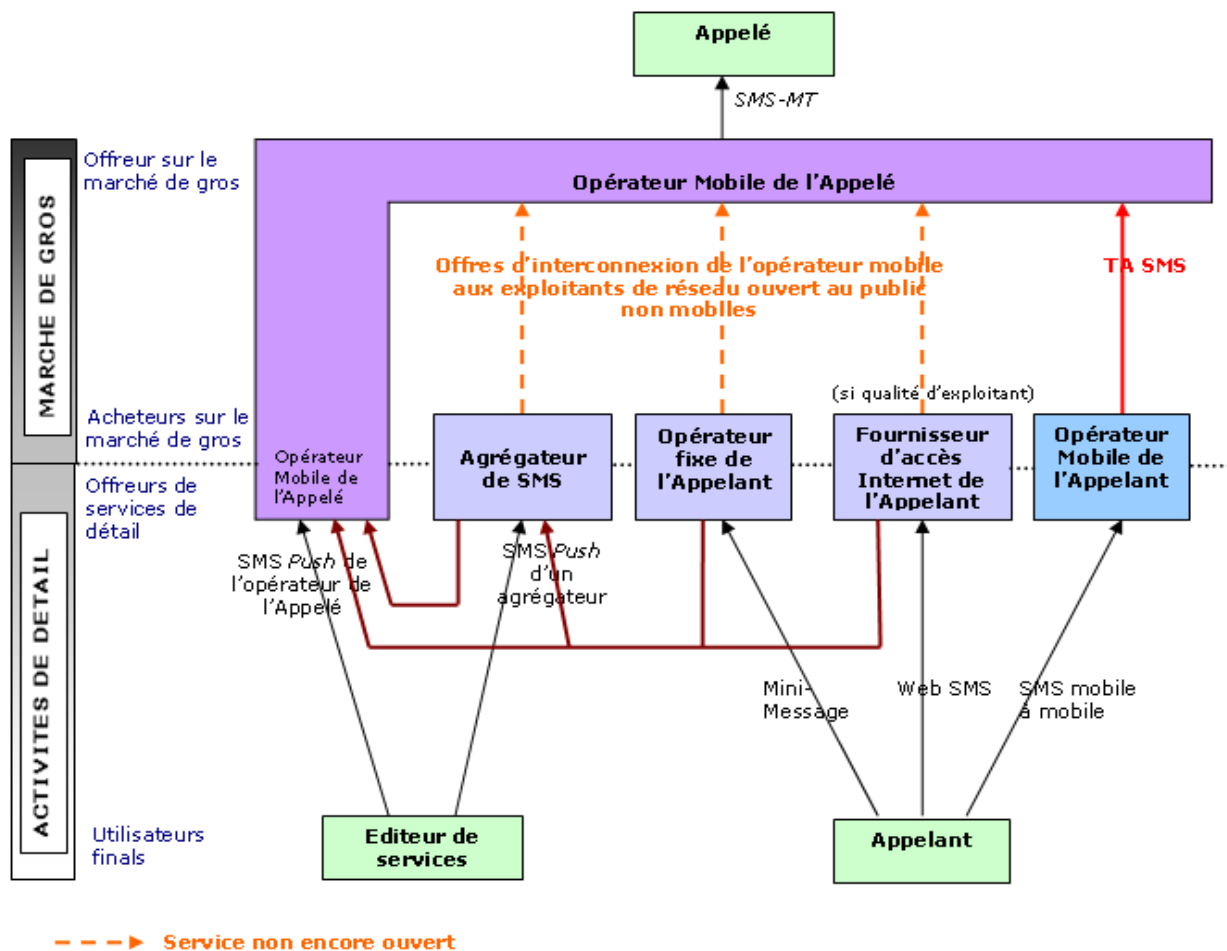 Appelé
SMS-MT
Offreur sur le
marché de gros
Opérateur Mobile de l'Appelé
MARCHE DE GROS
Offres d'interconnexion de l'opérateur mobile
aux exploitants de réseau ouvert au public
non mobiles
TA SMS
(si qualité d'exploitant)
Acheteurs sur le
marché de gros
Opérateur
Mobile de
l'Appelé
Agrégateur
de SMS
Opérateur
fixe de
l'Appelant
Fournisseur
d'accès
Internet de
l'Appelant
Opérateur
Mobile de
l'Appelant
Offreurs de
services de
détail
ACTIVITES DE DETAIL
SMS Push de
l'opérateur de
l'Appelé
SMS Push
d'un
agrégateur
Mini-
Message
Web SMS
SMS mobile
à mobile
Utilisateurs
finals
Editeur de
services
Appelant
Service non encore ouvert